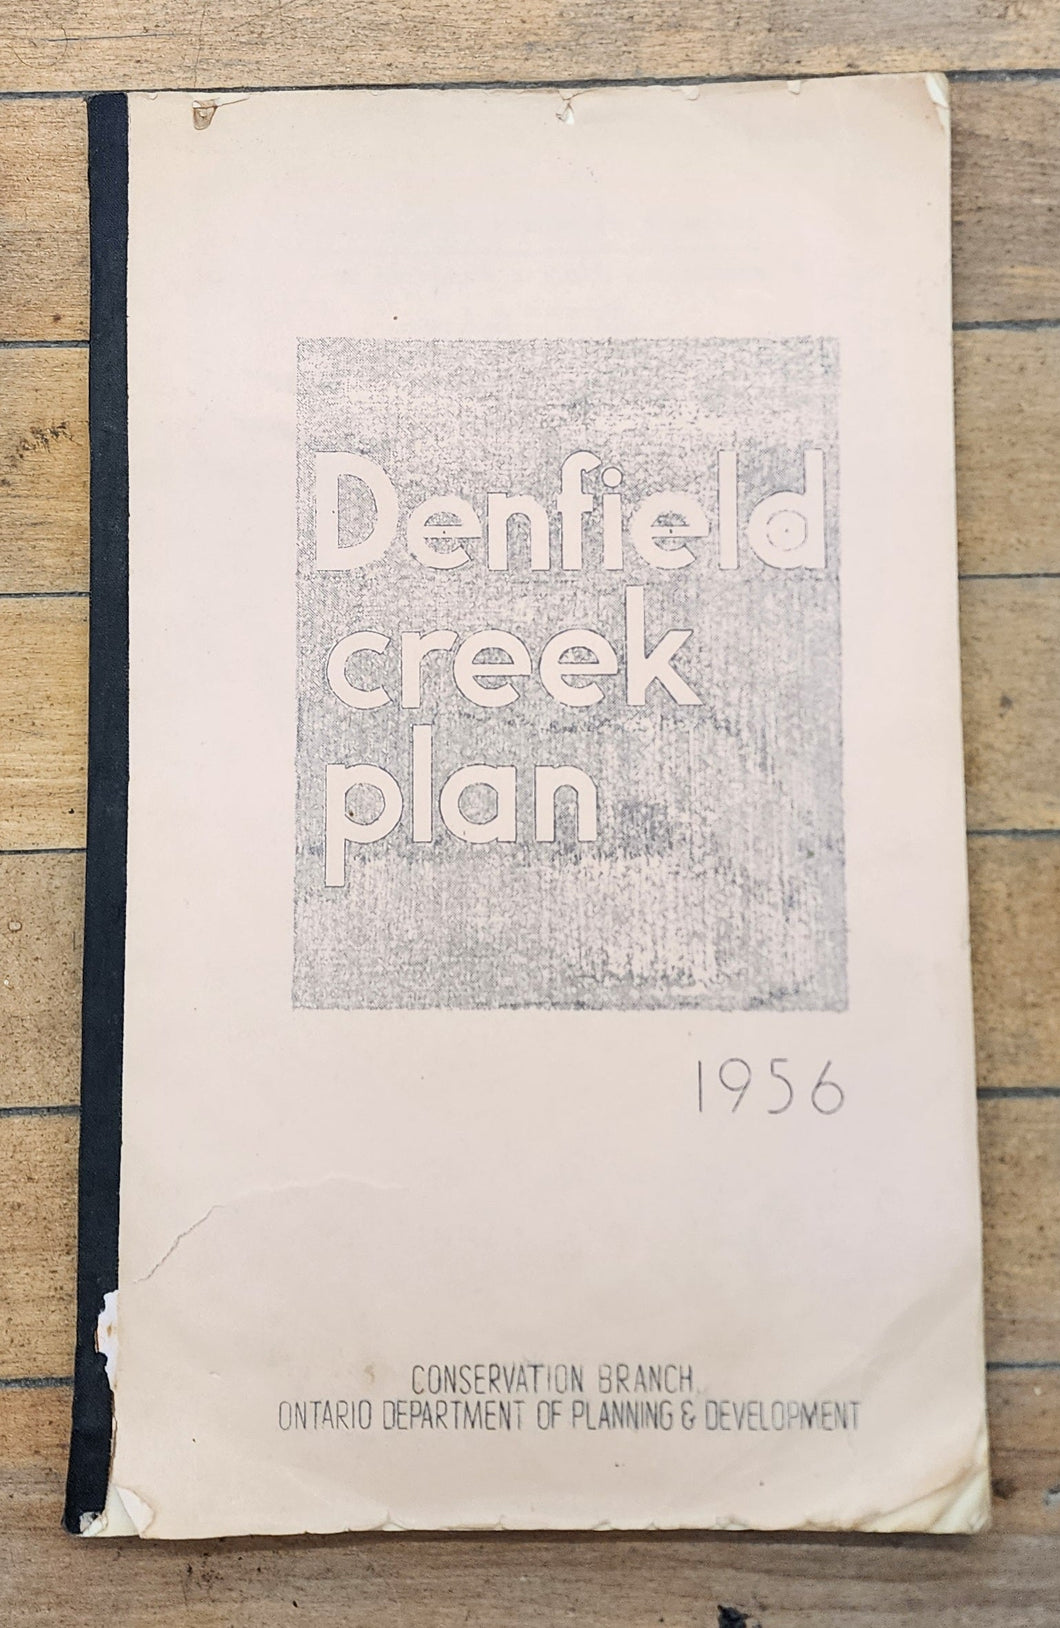 Denfield
creek
plan
1956
CONSERVATION BRANCH
ONTARIO DEPARTMENT OF PLANNING & DEVELOPMENT